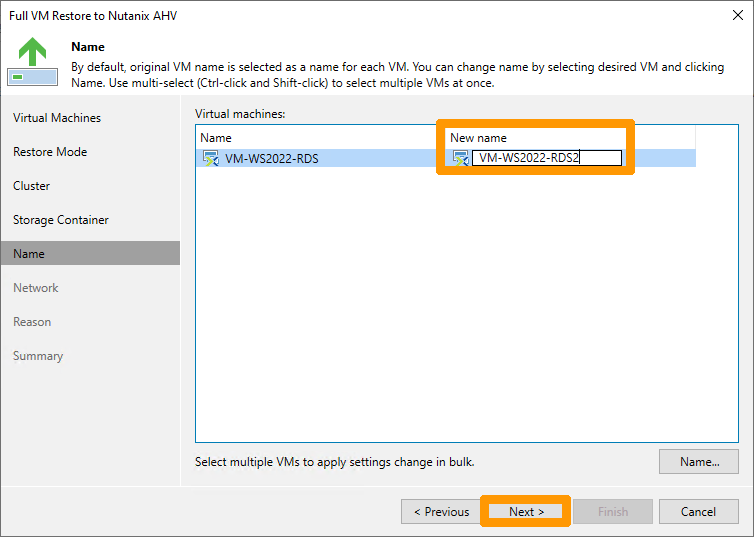 Full VM Restore to Nutanix AHV
Name
By default, original VM name is selected as a name for each VM. You can change name by selecting desired VM and clicking
Name. Use multi-select (Ctrl-click and Shift-click) to select multiple VMs at once.
Virtual Machines
Restore Mode
Cluster
Storage Container
Name
Network
Reason
Summary
Virtual machines:
Name New name
VM-WS2022-RDS VM-WS2022-RDS2
Select multiple VMs to apply settings change in bulk.
Name...
< Previous Next > Finish Cancel